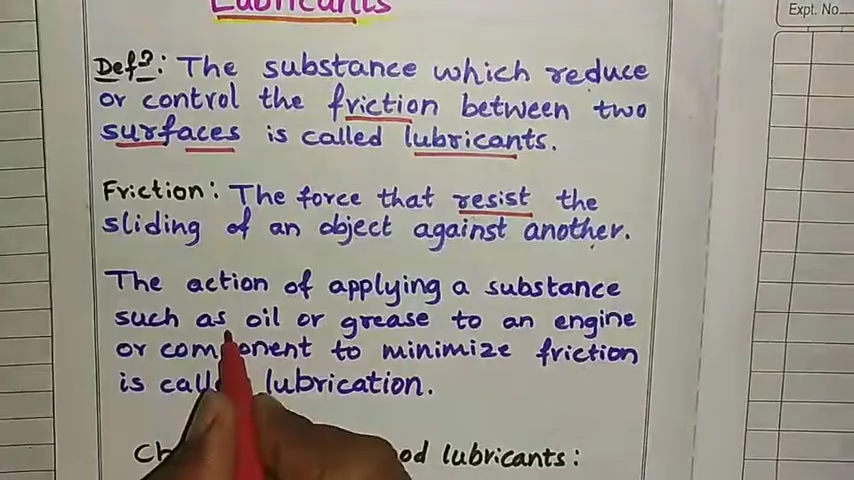 Lubricants
Expt. No
Defn: The substance which reduce
or control the friction between two
surfaces is called lubricants.
Friction: The force that resist the
sliding of an object against another.
The action of applying a substance
such as oil or grease to an engine
or component to minimize friction
is called lubrication.
lubricants: